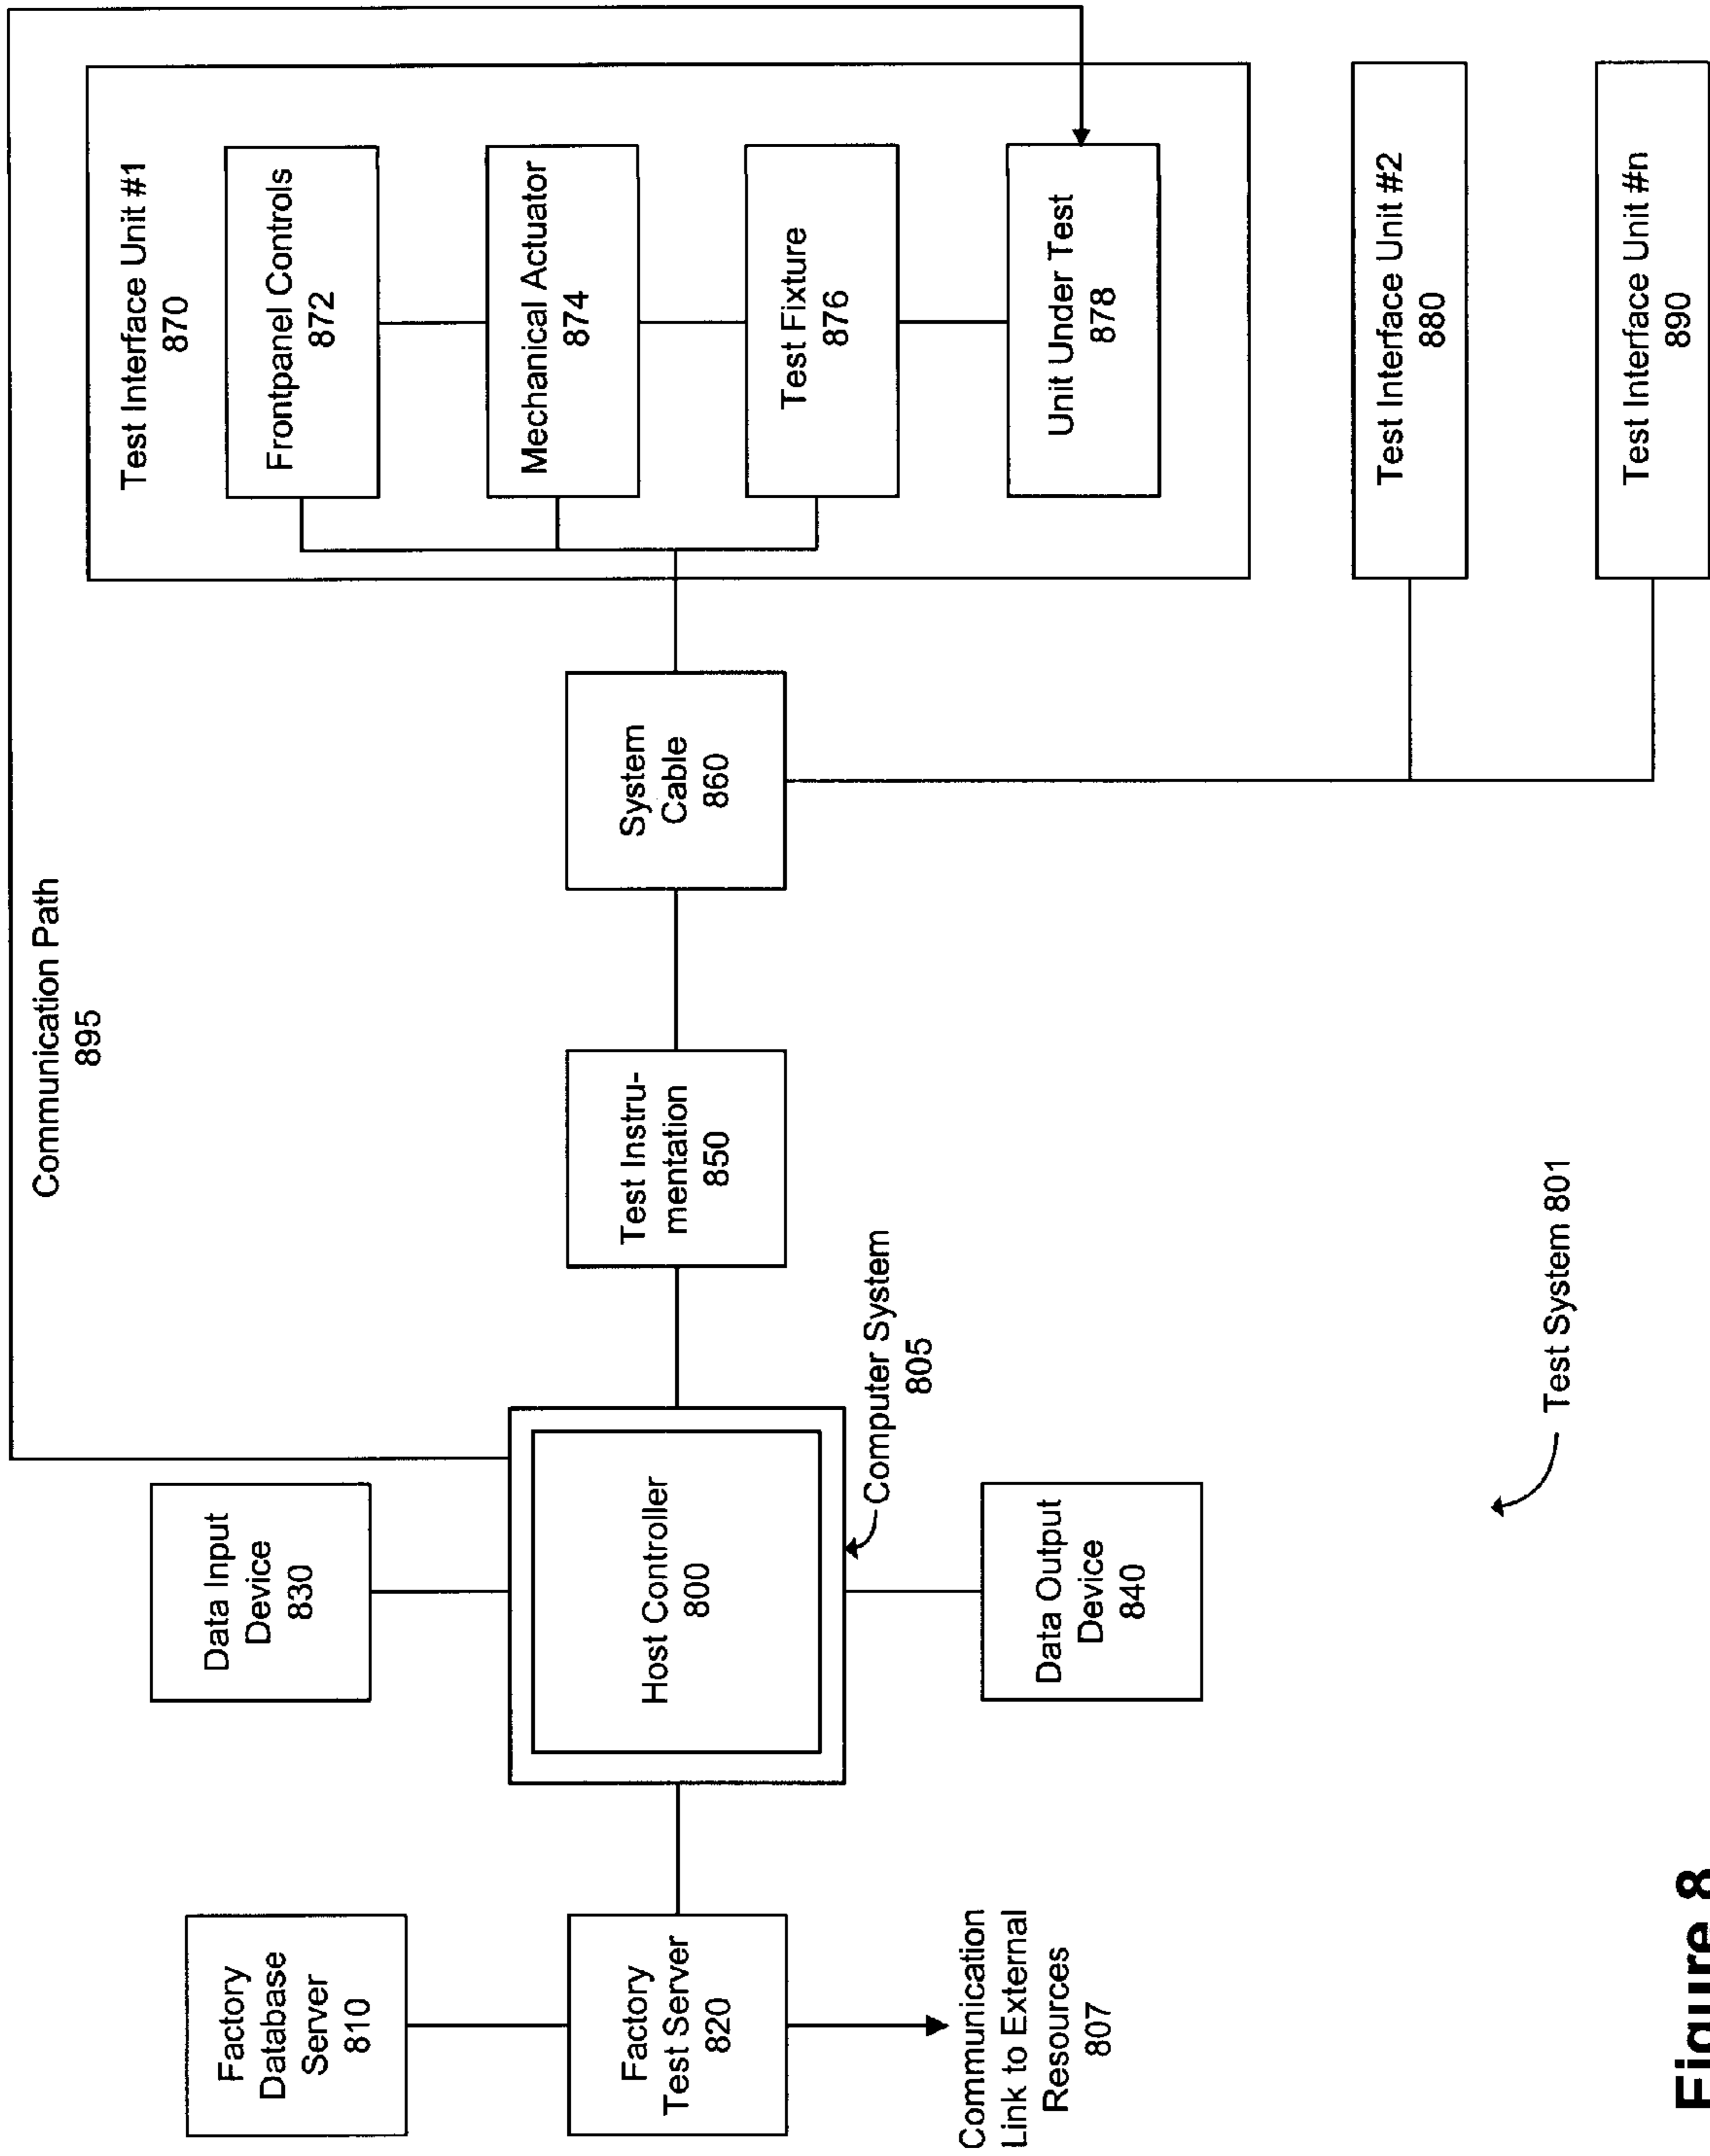 Communication Path
895
Test Interface Unit #1
870
Frontpanel Controls
872
Mechanical Actuator
874
Test Fixture
876
Unit Under Test
878
Test Interface Unit #2
880
Test Interface Unit #n
890
System
Cable
860
Test Instru-
mentation
850
Computer System
805
Data Input
Device
830
Host Controller
800
Data Output
Device
840
Factory
Database
Server
810
Factory
Test Server
820
Communication
Link to External
Resources
807
Test System 801
Figure 8